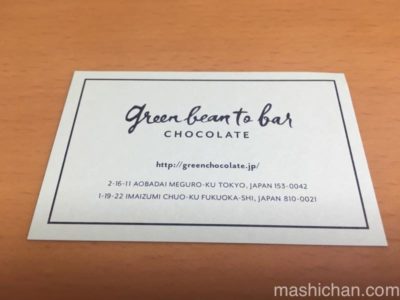 green bean to bar
CHOCOLATE
http://greenchocolate.jp/
2-16-11 AOBADAI MEGURO-KU TOKYO, JAPAN 153-0042
1-19-22 IMAIZUMI CHUO-KU FUKUOKA-SHI, JAPAN 810-0021
mashichan.com